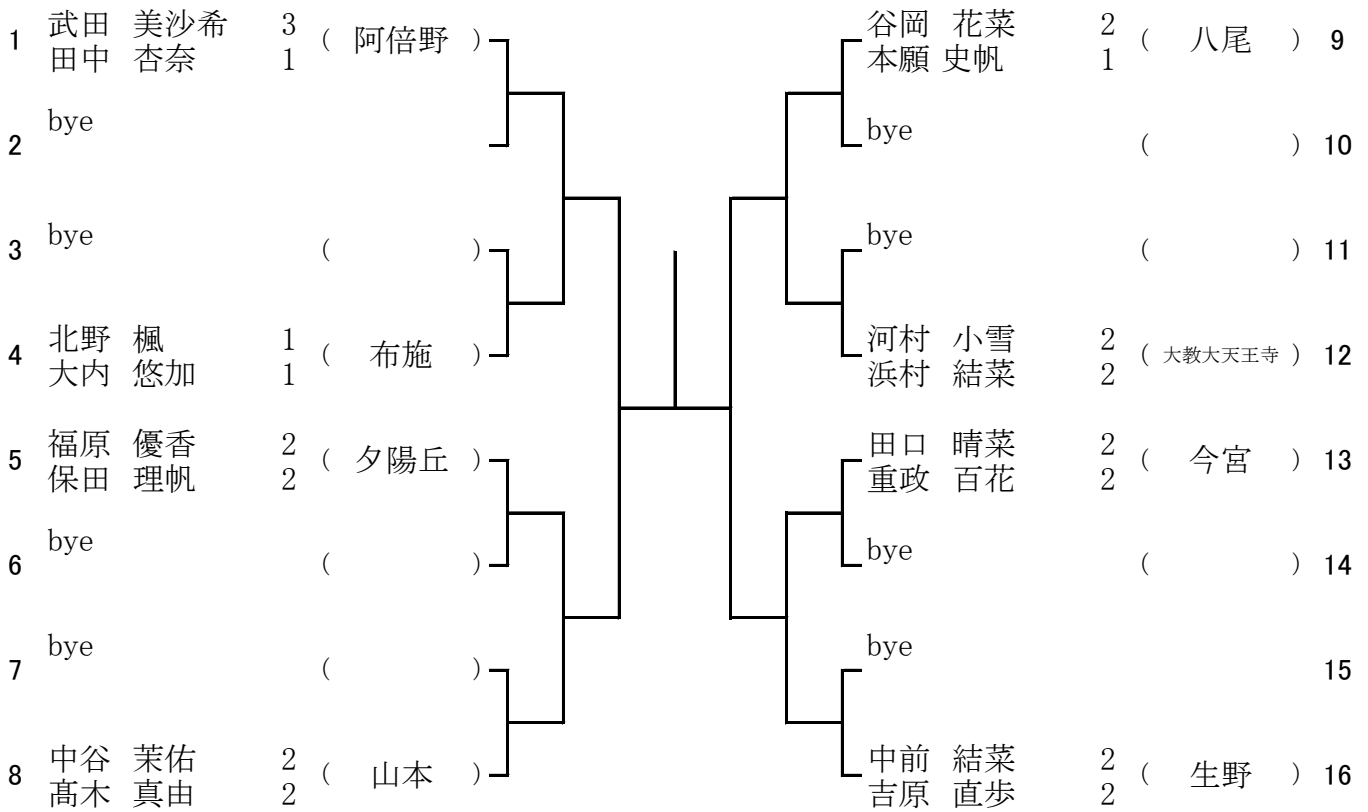 1 武田 美沙希 3 ( 阿倍野 )
田中 杏奈 1
2 bye
3 bye ( )
4 北野 楓 1 ( 布施 )
大内 悠加 1
5 福原 優香 2 ( 夕陽丘 )
保田 理帆 2
6 bye ( )
7 bye ( )
8 中谷 茉佑 2 ( 山本 )
髙木 真由 2
谷岡 花菜 2 ( 八尾 ) 9
本願 史帆 1
bye ( ) 10
bye ( ) 11
河村 小雪 2 ( 大教大天王寺 ) 12
浜村 結菜 2
田口 晴菜 2 ( 今宮 ) 13
重政 百花 2
bye ( ) 14
bye 15
中前 結菜 2 ( 生野 ) 16
吉原 直歩 2